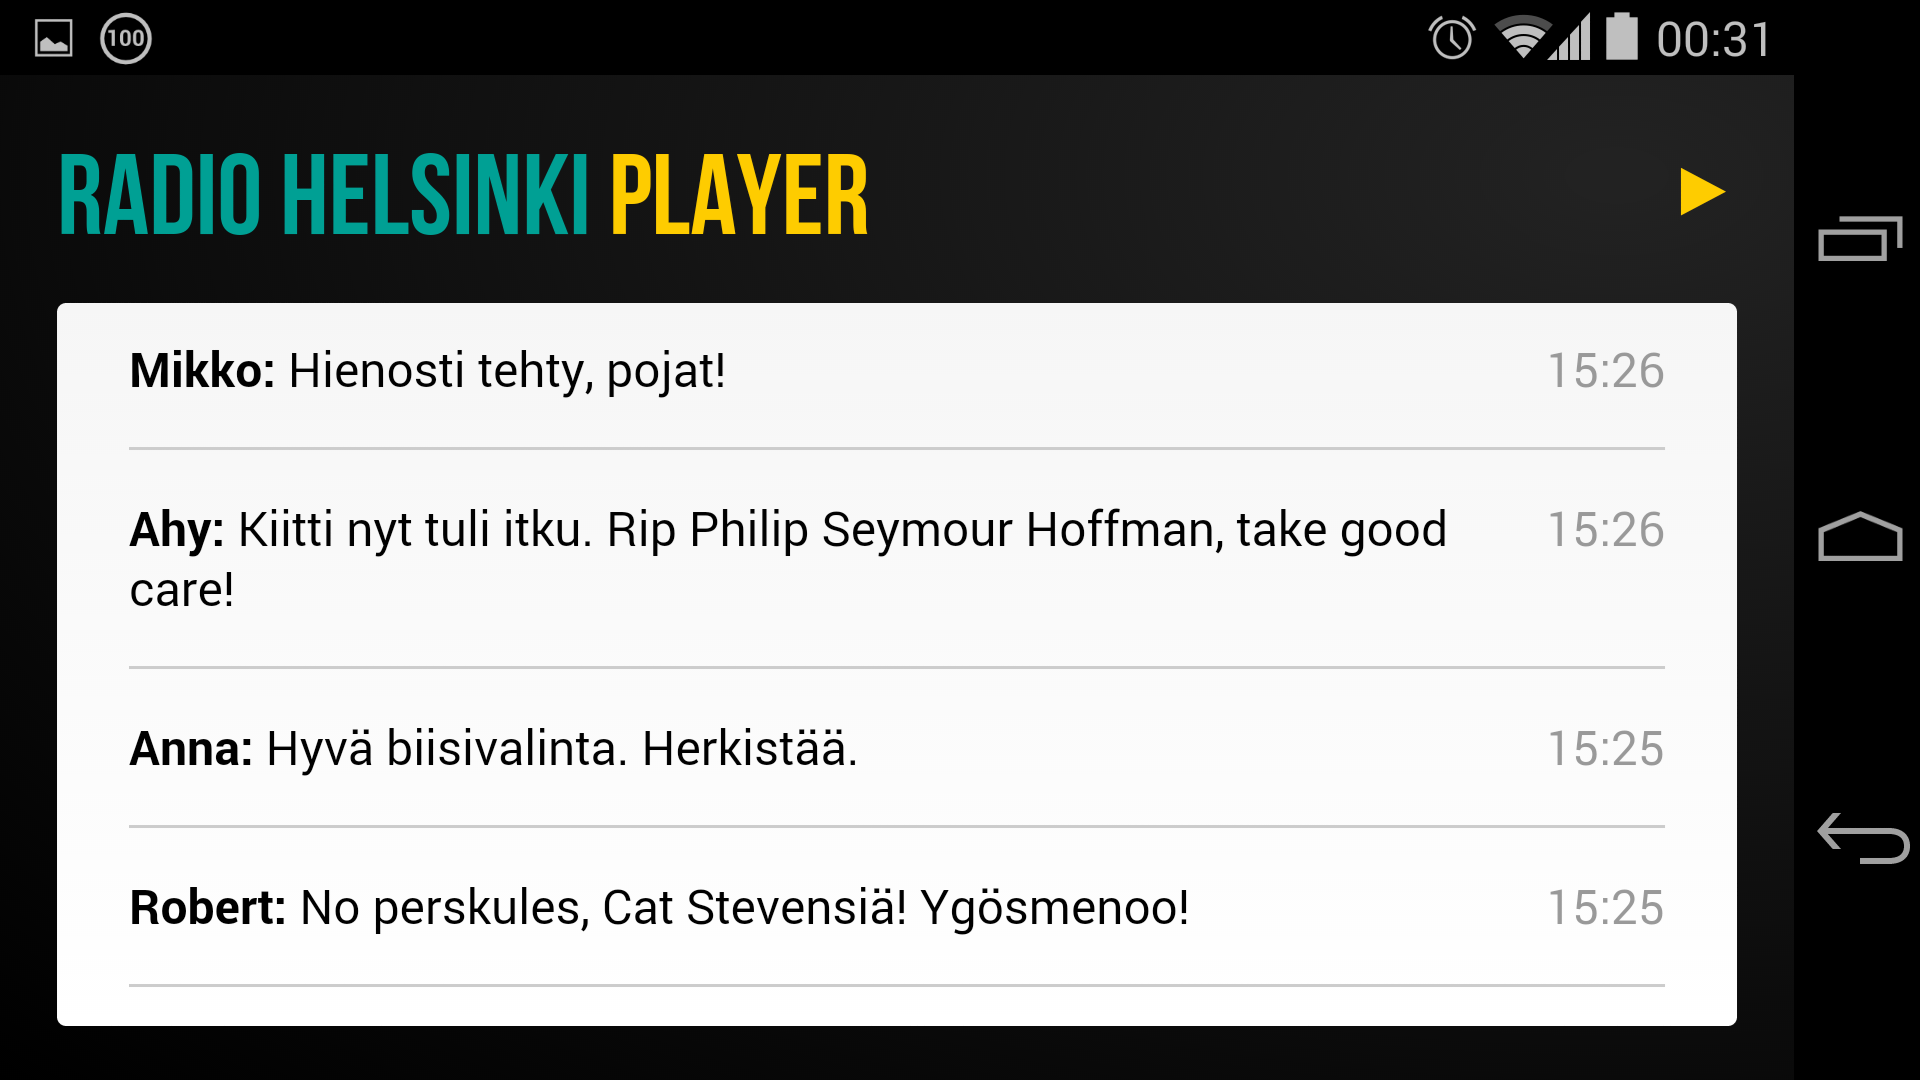 100
00:31
RADIO HELSINKI PLAYER
Mikko: Hienosti tehty, pojat! 15:26
Ahy: Kiitti nyt tuli itku. Rip Philip Seymour Hoffman, take good 15:26
care!
Anna: Hyvä biisivalinta. Herkistää. 15:25
Robert: No perskules, Cat Stevensiä! Ygösmenoo! 15:25